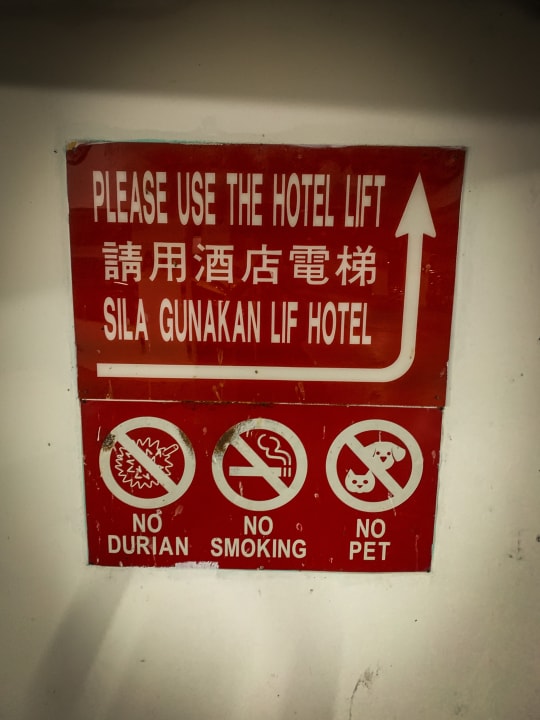 PLEASE USE THE HOTEL LIFT
請用酒店電梯
SILA GUNAKAN LIF HOTEL
NO DURIAN
NO SMOKING
NO PET